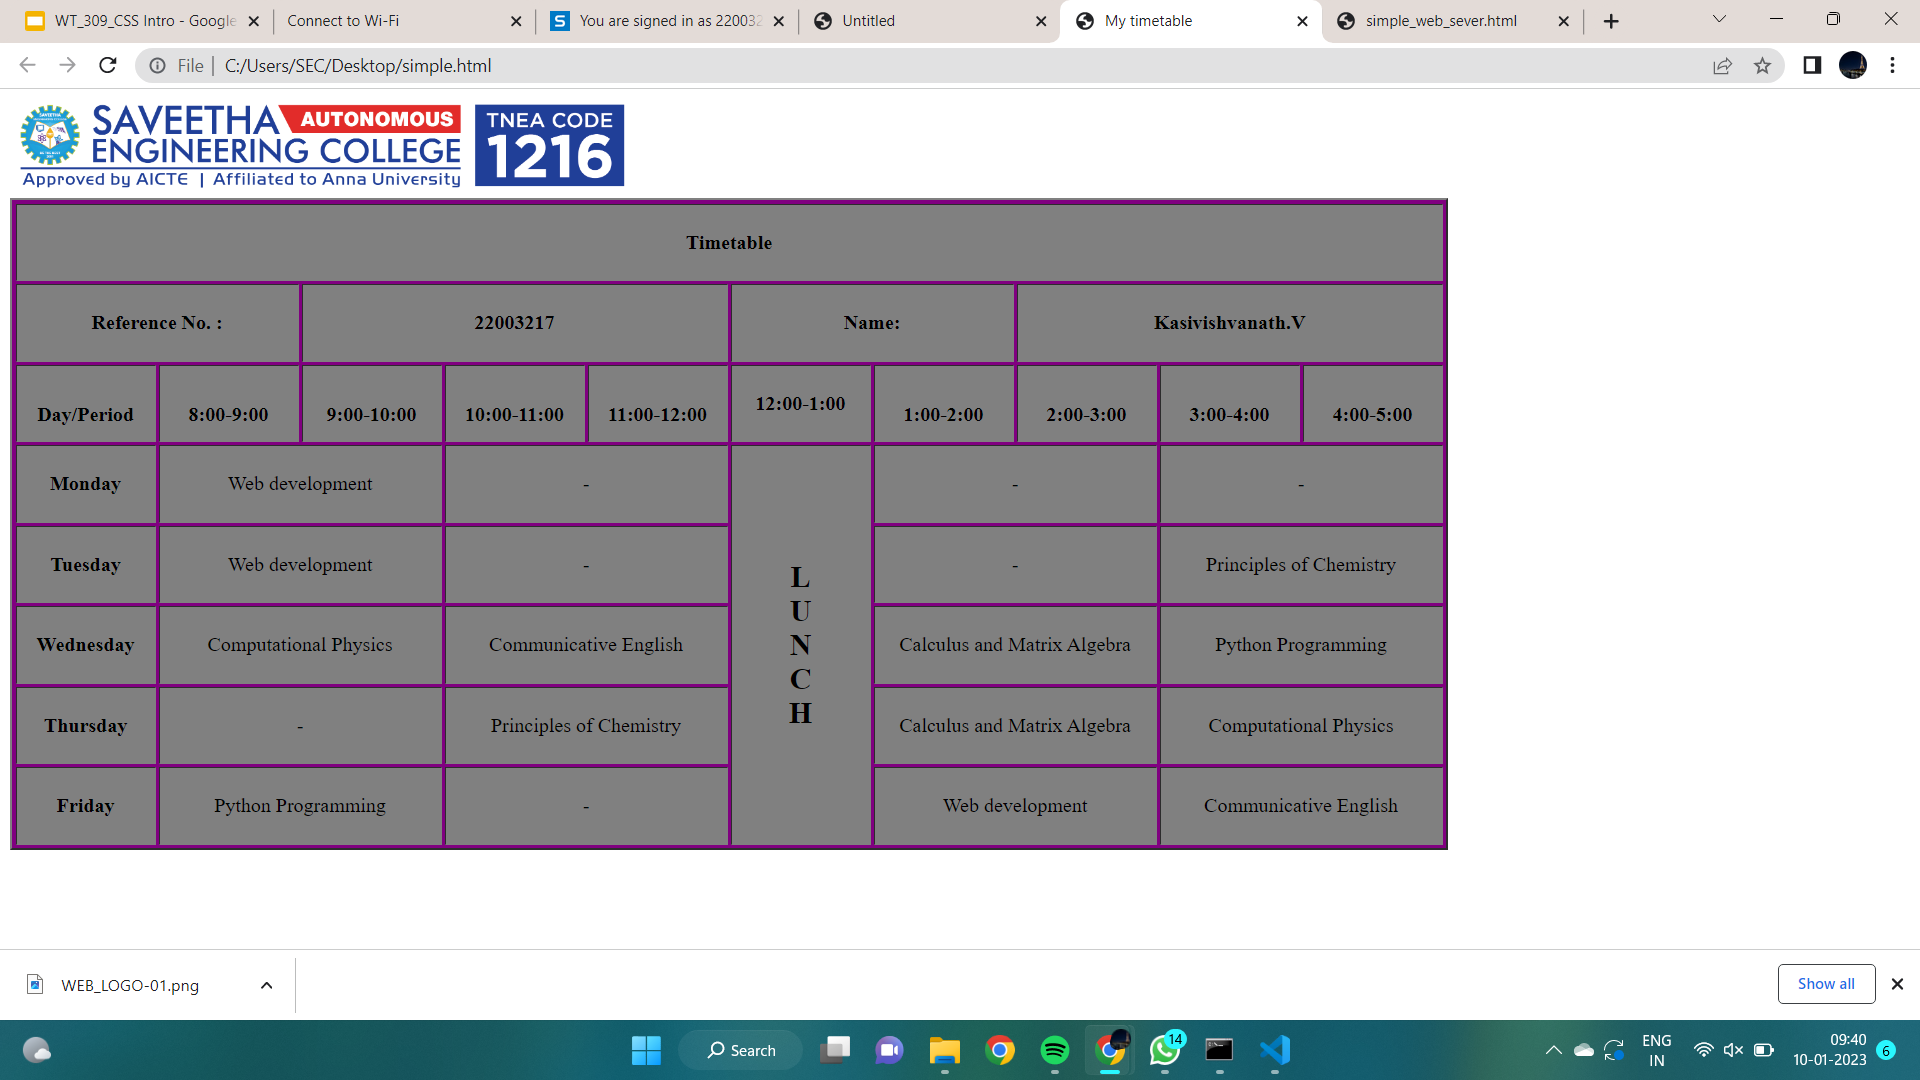 WT_309_CSS Intro - Google
Connect to Wi-Fi
You are signed in as 220032
Untitled
My timetable
simple_web_sever.html
File | C:/Users/SEC/Desktop/simple.html
SAVEETHA AUTONOMOUS
ENGINEERING COLLEGE
Approved by AICTE | Affiliated to Anna University
TNEA CODE
1216
Timetable
Reference No. : 22003217 Name: Kasivishvanath.V
Day/Period 8:00-9:00 9:00-10:00 10:00-11:00 11:00-12:00 12:00-1:00 1:00-2:00 2:00-3:00 3:00-4:00 4:00-5:00
Monday Web development - - -
Tuesday Web development - - Principles of Chemistry
L
U
N
C
H
Wednesday Computational Physics Communicative English Calculus and Matrix Algebra Python Programming
Thursday - Principles of Chemistry Calculus and Matrix Algebra Computational Physics
Friday Python Programming - Web development Communicative English
WEB_LOGO-01.png
Show all
Search
14
ENG
IN
09:40
10-01-2023
6